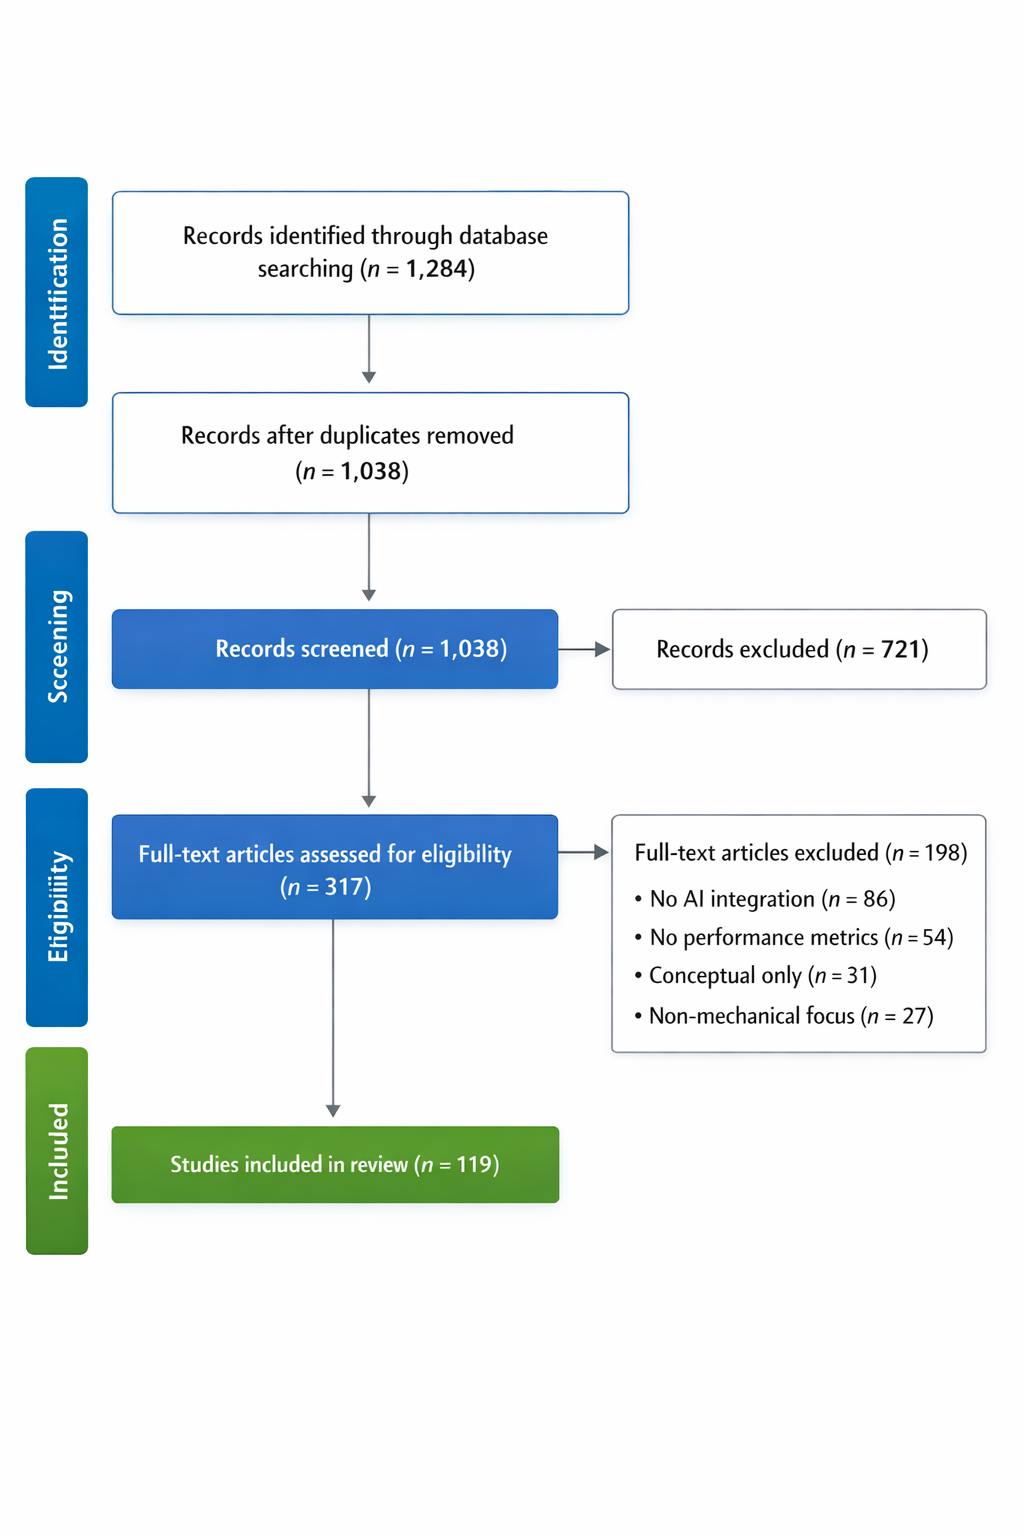 Identification
Records identified through database
searching (n = 1,284)
Records after duplicates removed
(n = 1,038)
Scceening
Records screened (n = 1,038)
Records excluded (n = 721)
Full-text articles assessed for eligibility
(n = 317)
Full-text articles excluded (n = 198)
• No AI integration (n = 86)
• No performance metrics (n = 54)
• Conceptual only (n = 31)
• Non-mechanical focus (n = 27)
Included
Studies included in review (n = 119)